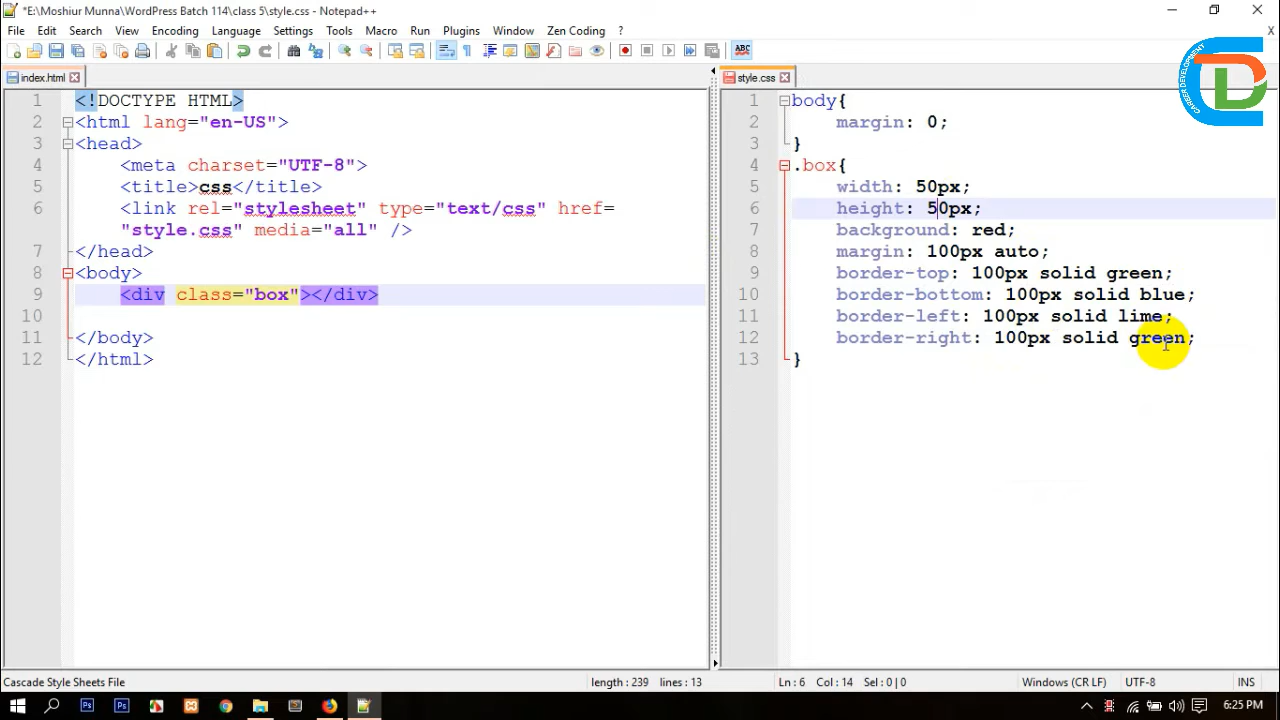 *E:\Moshiur Munna\WordPress Batch 114\class 5\style.css - Notepad++
File Edit Search View Encoding Language Settings Tools Macro Run Plugins Window Zen Coding ? X
index.html
1 <!DOCTYPE HTML>
2 <html lang="en-US">
3 <head>
4 <meta charset="UTF-8">
5 <title>css</title>
6 <link rel="stylesheet" type="text/css" href=
"style.css" media="all" />
7 </head>
8 <body>
9 <div class="box"></div>
10
11 </body>
12 </html>
style.css
1 body{
2 margin: 0;
3 }
4 .box{
5 width: 50px;
6 height: 50px;
7 background: red;
8 margin: 100px auto;
9 border-top: 100px solid green;
10 border-bottom: 100px solid blue;
11 border-left: 100px solid lime;
12 border-right: 100px solid green;
13 }
CAREER DEVELOPMENT
Cascade Style Sheets File length : 239 lines : 13 Ln : 6 Col : 14 Sel : 0 | 0 Windows (CR LF) UTF-8 INS
6:25 PM